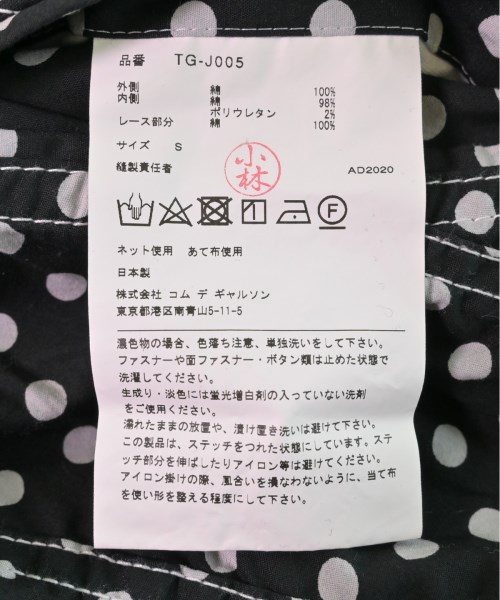 品番 TG-J005
外側 綿 100%
内側 綿 98%
ポリウレタン 2%
レース部分 綿 100%
サイズ S
縫製責任者 小林 AD2020
ネット使用 あて布使用
日本製
株式会社 コム デ ギャルソン
東京都港区南青山5-11-5
濃色物の場合、色落ち注意、単独洗いをして下さい。
ファスナーや面ファスナー・ボタン類は止めた状態で
洗濯してください。
生成り・淡色には蛍光増白剤の入っていない洗剤
をご使用ください。
濡れたままの放置や、漬け置き洗いは避けて下さい。
この製品は、ステッチをつれた状態にしています。ステ
ッチ部分を伸ばしたりアイロン等は避けてください。
アイロン掛けの際、風合いを損なわないように、当て布
を使い形を整える程度にして下さい。